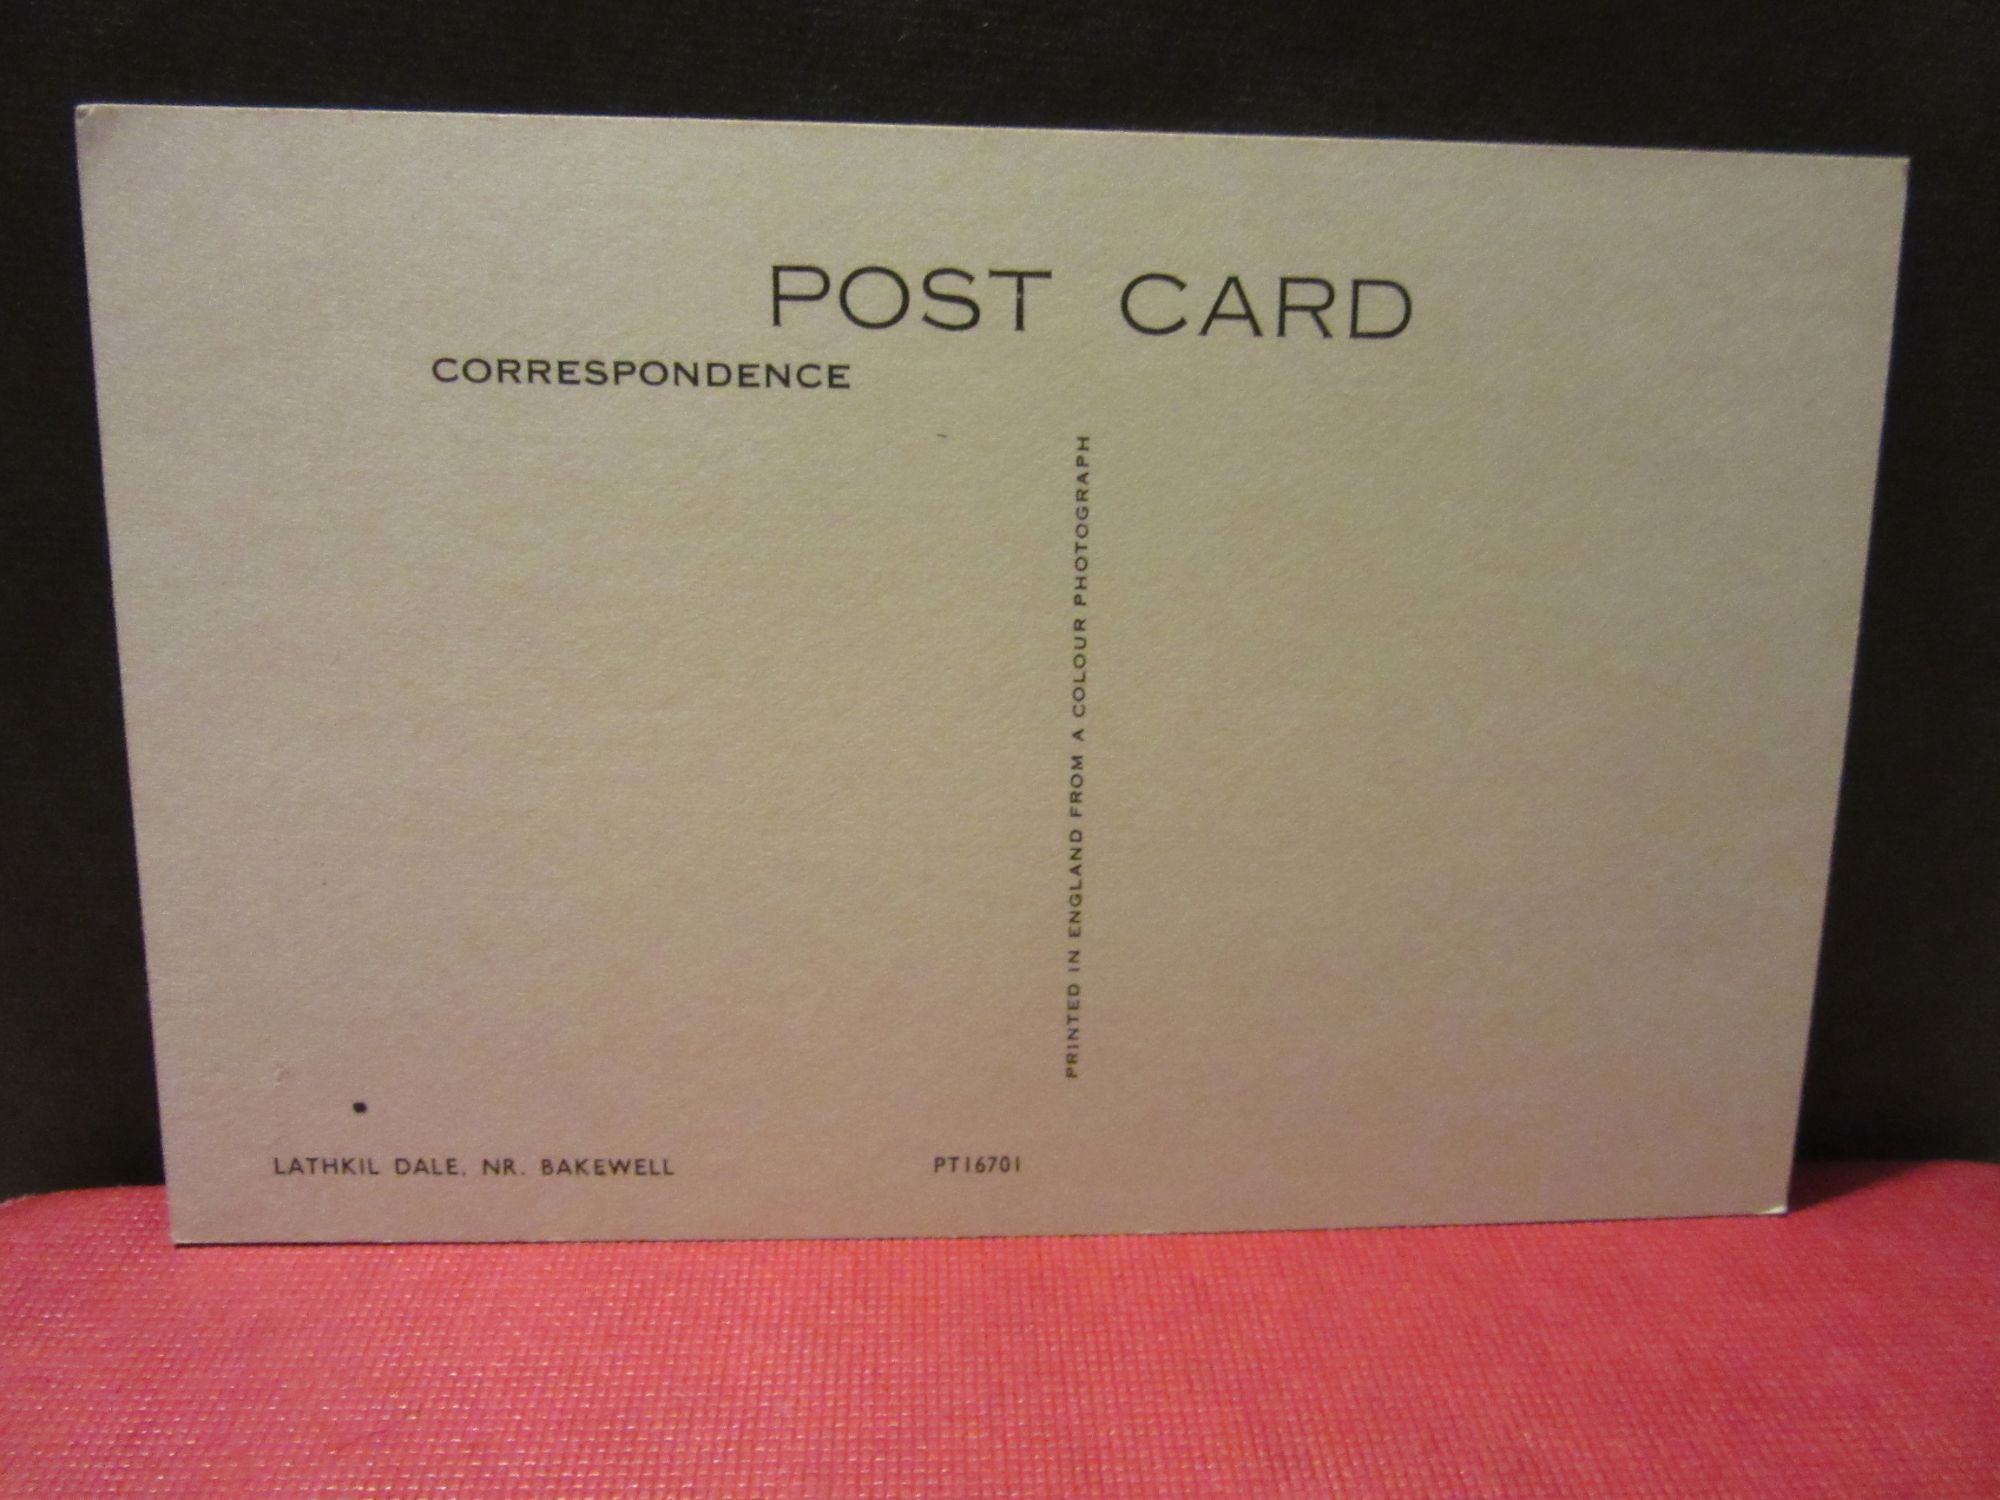 POST CARD
CORRESPONDENCE
PRINTED IN ENGLAND FROM A COLOUR PHOTOGRAPH
LATHKIL DALE, NR. BAKEWELL
PT16701